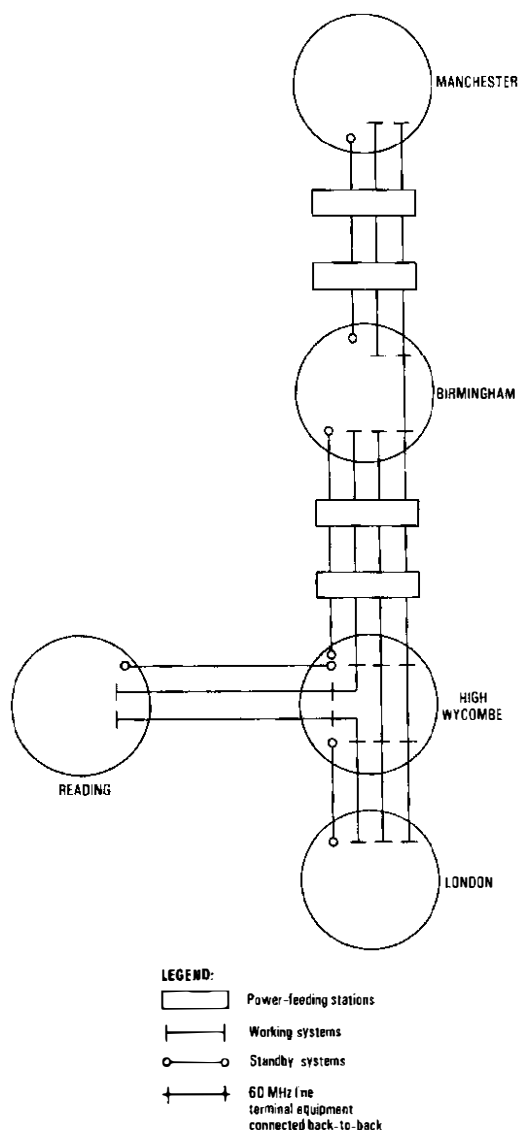 MANCHESTER
BIRMINGHAM
HIGH
WYCOMBE
READING
LONDON
LEGEND:
Power-feeding stations
Working systems
Standby systems
60 MHz line
terminal equipment
connected back-to-back